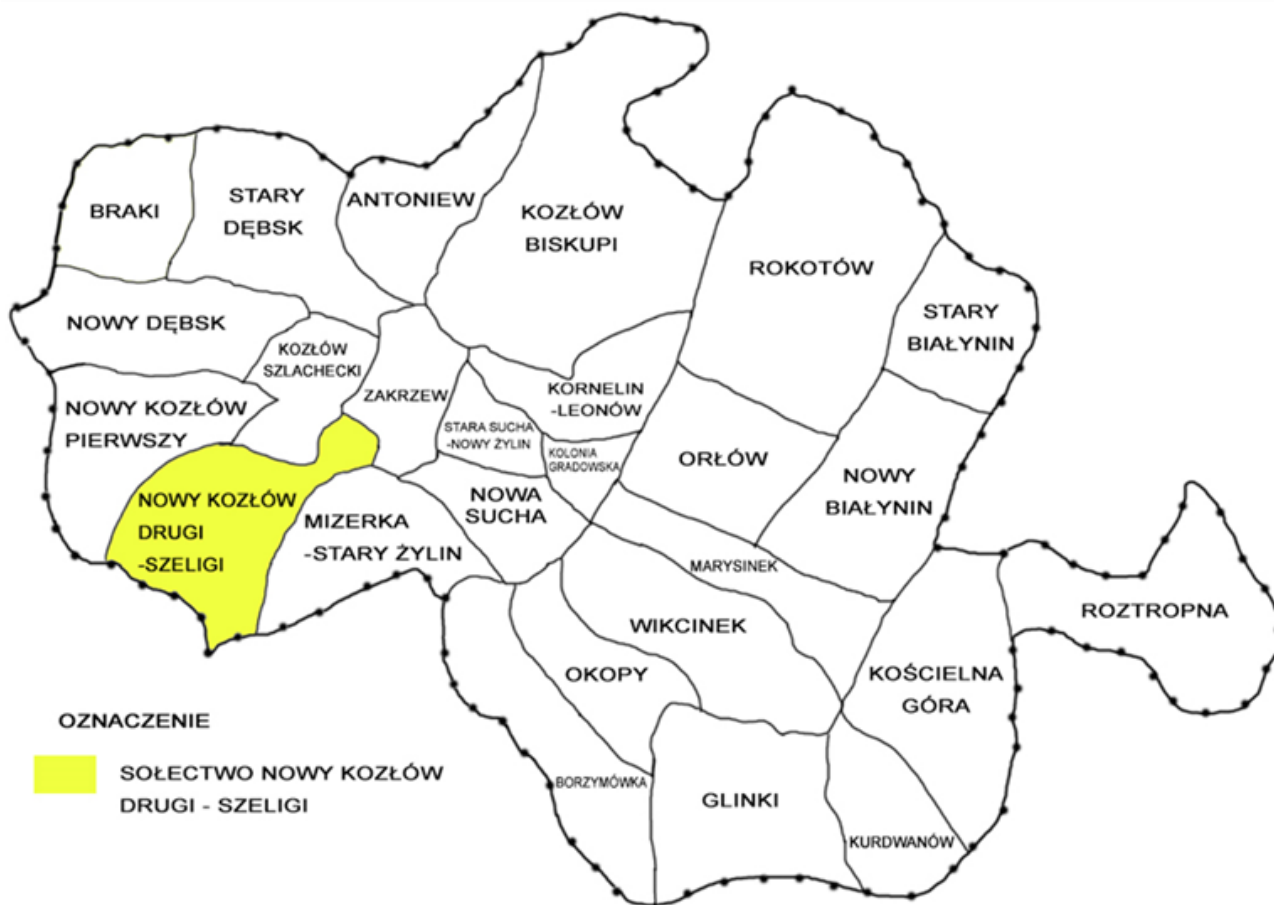 BRAKI
STARY
DĘBSK
ANTONIEW
KOZŁÓW
BISKUPI
ROKOTÓW
STARY
BIAŁYNIN
NOWY DĘBSK
KOZŁÓW
SZLACHECKI
ZAKRZEW
KORNELIN
-LEONÓW
NOWY KOZŁÓW
PIERWSZY
STARA SUCHA
-NOWY ŻYLIN
KOLONIA
GRADOWSKA
ORŁÓW
NOWY
BIAŁYNIN
NOWY KOZŁÓW
DRUGI
-SZELIGI
MIZERKA
-STARY ŻYLIN
NOWA
SUCHA
MARYSINEK
ROZTROPNA
WIKCINEK
OKOPY
KOŚCIELNA
GÓRA
BORZYMÓWKA
GLINKI
KURDWANÓW
OZNACZENIE
SOŁECTWO NOWY KOZŁÓW
DRUGI - SZELIGI